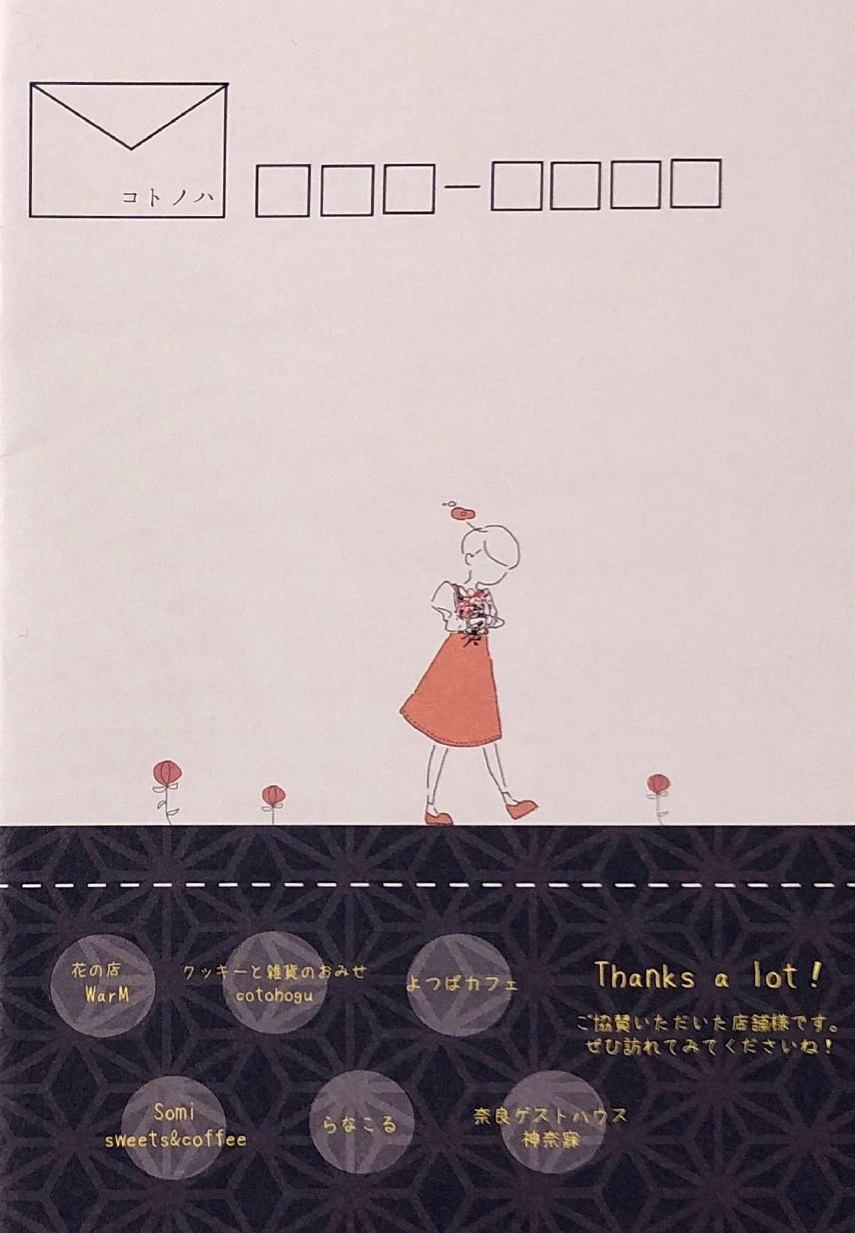 コトノハ
花の店
WarM
クッキーと雑貨のおみせ
cotohogu
よつばカフェ
Thanks a lot!
ご協賛いただいた店舗様です。
ぜひ訪れてみてくださいね!
Somi
sweets&coffee
らなこる
奈良ゲストハウス
神奈寐